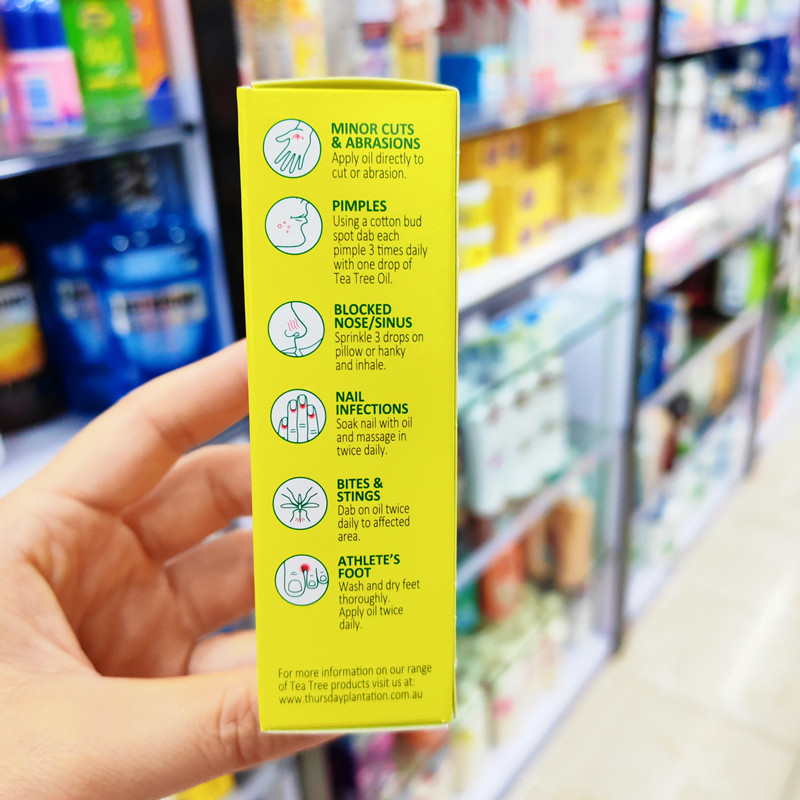 MINOR CUTS
& ABRASIONS
Apply oil directly to
cut or abrasion.
PIMPLES
Using a cotton bud
spot dab each
pimple 3 times daily
with one drop of
Tea Tree Oil.
BLOCKED
NOSE/SINUS
Sprinkle 3 drops on
pillow or hanky
and inhale.
NAIL
INFECTIONS
Soak nail with oil
and massage in
twice daily.
BITES &
STINGS
Dab on oil twice
daily to affected
area.
ATHLETE'S
FOOT
Wash and dry feet
thoroughly.
Apply oil twice
daily.
For more information on our range
of Tea Tree products visit us at:
www.thursdayplantation.com.au